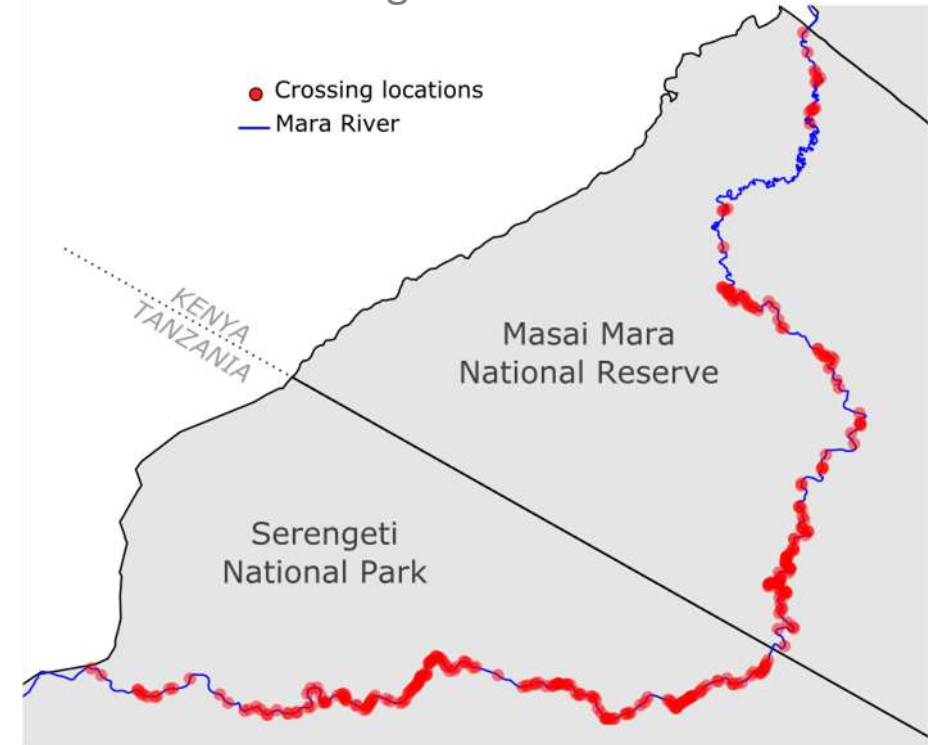 Crossing locations
Mara River
KENYA
TANZANIA
Masai Mara
National Reserve
Serengeti
National Park